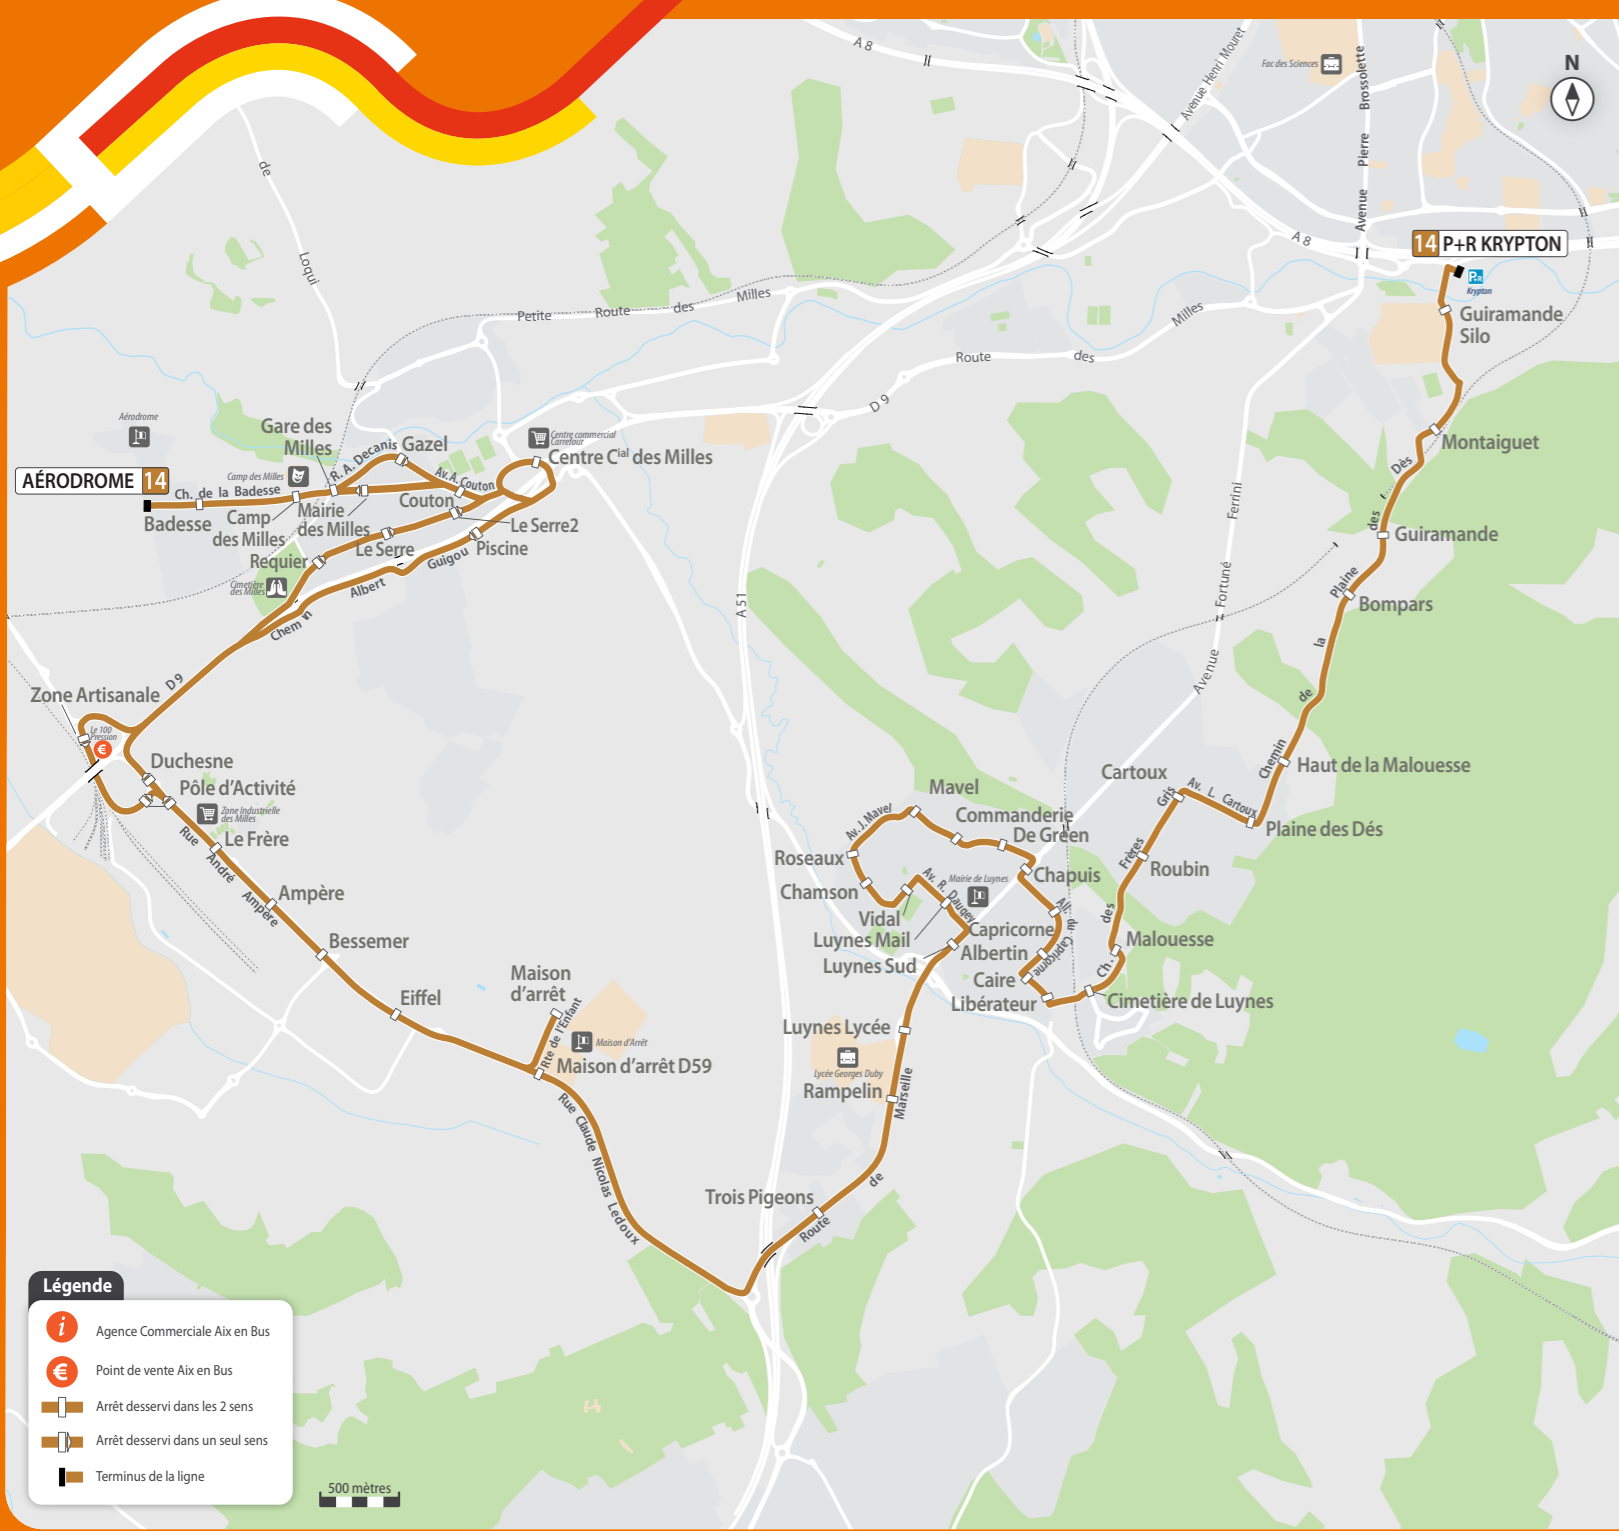 A 8
Avenue Henri Mouret
Fac des Sciences
Avenue Pierre Brossolette
N
de Loqui
A 8
14 P+R KRYPTON
P+R
Krypton
Guiramande
Silo
Petite Route des Milles
Route des Milles
D 9
Montaiguet
Aérodrome
Gare des
Milles
R. A. Decanis
Gazel
Centre commercial
Carrefour
Centre Cial des Milles
Av. A. Couton
Camp des Milles
AÉRODROME 14
Ch. de la Badesse
Badesse
Camp
des Milles
Mairie
des Milles
Couton
Le Serre2
Le Serre
Piscine
Requier
Cimetière
des Milles
Chemin Albert Guigou
Chemin de la Plaine des Dès
Guiramande
Bompars
Avenue Fortuné Ferrini
A 51
D 9
Zone Artisanale
Le 100
Pression
€
Duchesne
Pôle d'Activité
Zone Industrielle
des Milles
Le Frère
Rue André Ampère
Ampère
Bessemer
Eiffel
Maison
d'arrêt
Rte de l'Enfant
Maison d'Arrêt
Maison d'arrêt D59
Rue Claude Nicolas Ledoux
Haut de la Malouesse
Cartoux
Av. L. Cartoux
Plaine des Dés
Roubin
Ch. des Frères Gris
Malouesse
Mavel
Av. J. Mavel
Commanderie
De Green
Roseaux
Chapuis
Chamson
Av. R. Dauger
Mairie de Luynes
Vidal
All. du Capricorne
Luynes Mail
Capricorne
Albertin
Luynes Sud
Caire
Libérateur
Cimetière de Luynes
Luynes Lycée
Lycée Georges Duby
Rampelin
Route de Marseille
Trois Pigeons
Légende
i Agence Commerciale Aix en Bus
€ Point de vente Aix en Bus
Arrêt desservi dans les 2 sens
Arrêt desservi dans un seul sens
Terminus de la ligne
500 mètres